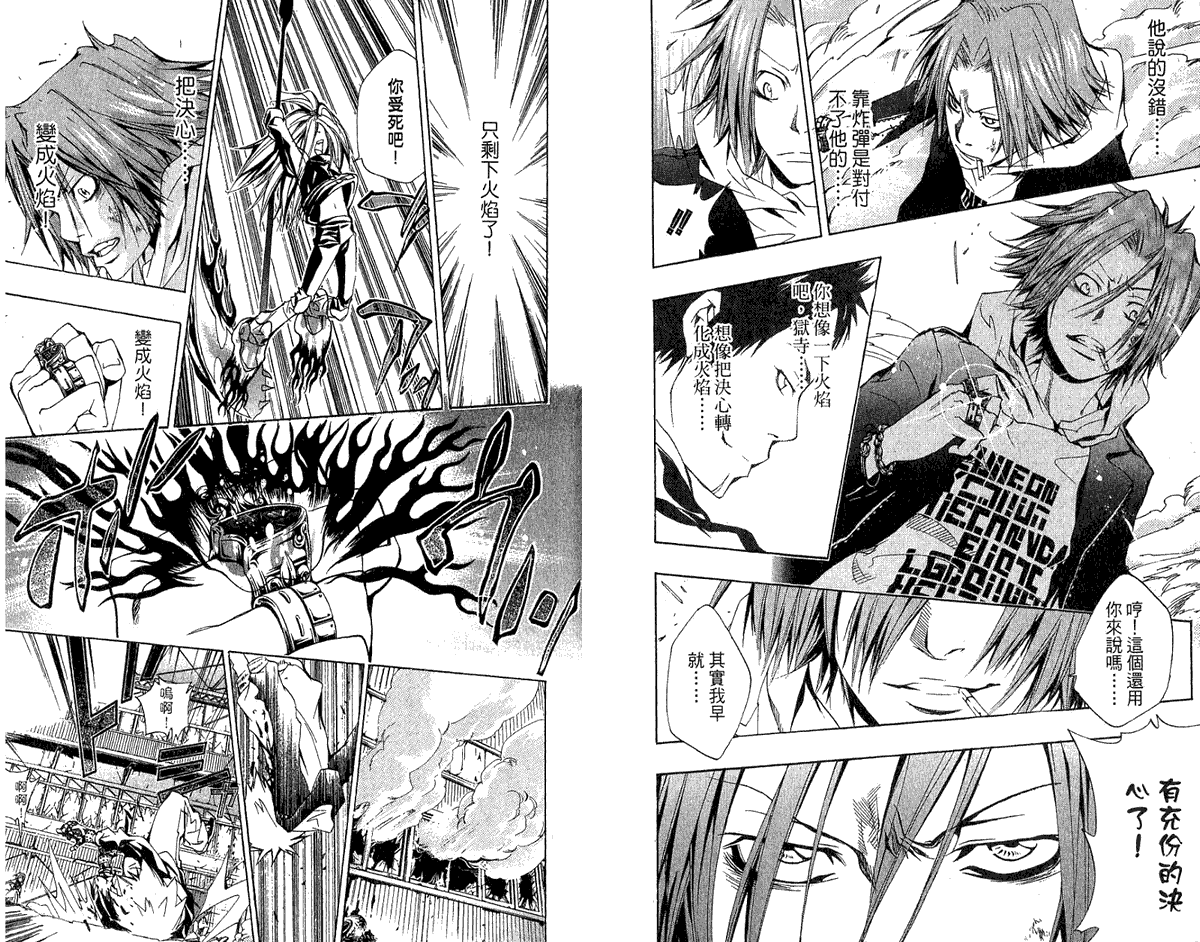 他說的沒錯……
靠炸彈是對付
不了他的……
你想像一下火焰
吧，獄寺……
想像把決心轉
化成火焰……
哼！這個還用
你來說嗎……
其實我早
就……
有充份的決
心了！
只剩下火焰了！
你受死吧！
把決心……
變成火焰！
變成火焰！
嗚啊！
啊啊